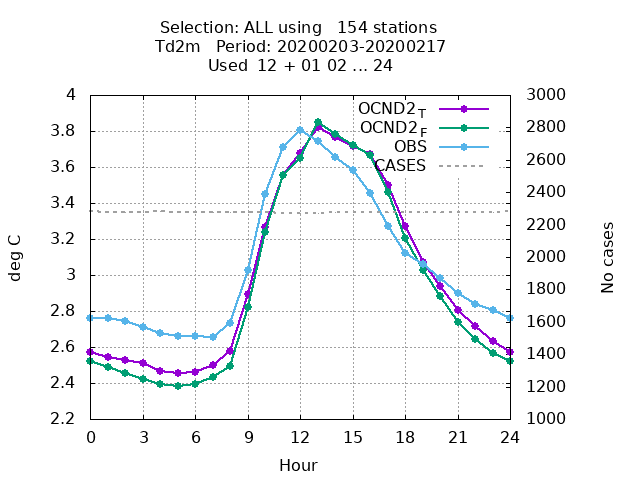 Selection: ALL using   154 stations
Td2m   Period: 20200203-20200217
Used  12 + 01 02 ... 24
OCND2 T
OCND2 F
OBS
CASES
deg C
No cases
4
3.8
3.6
3.4
3.2
3
2.8
2.6
2.4
2.2
3000
2800
2600
2400
2200
2000
1800
1600
1400
1200
1000
0 3 6 9 12 15 18 21 24
Hour